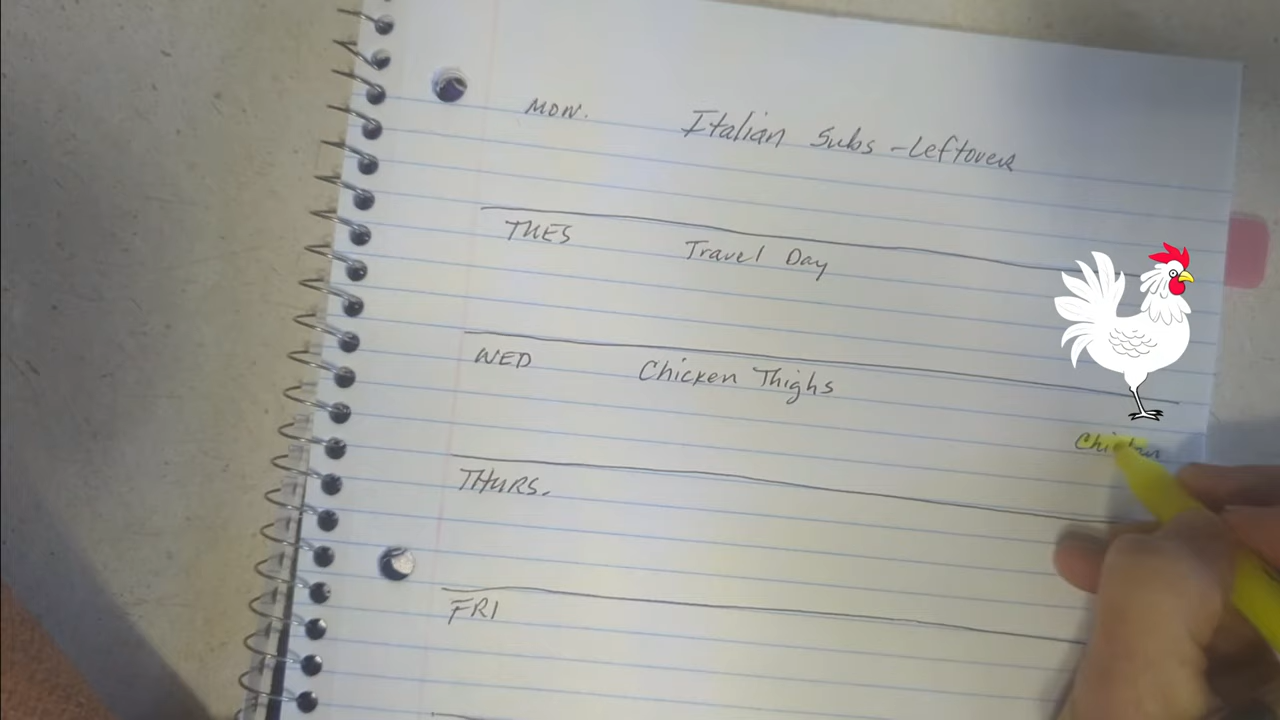 MON. Italian Subs - Leftover
TUES Travel Day
WED Chicken Thighs
THURS.
FRI